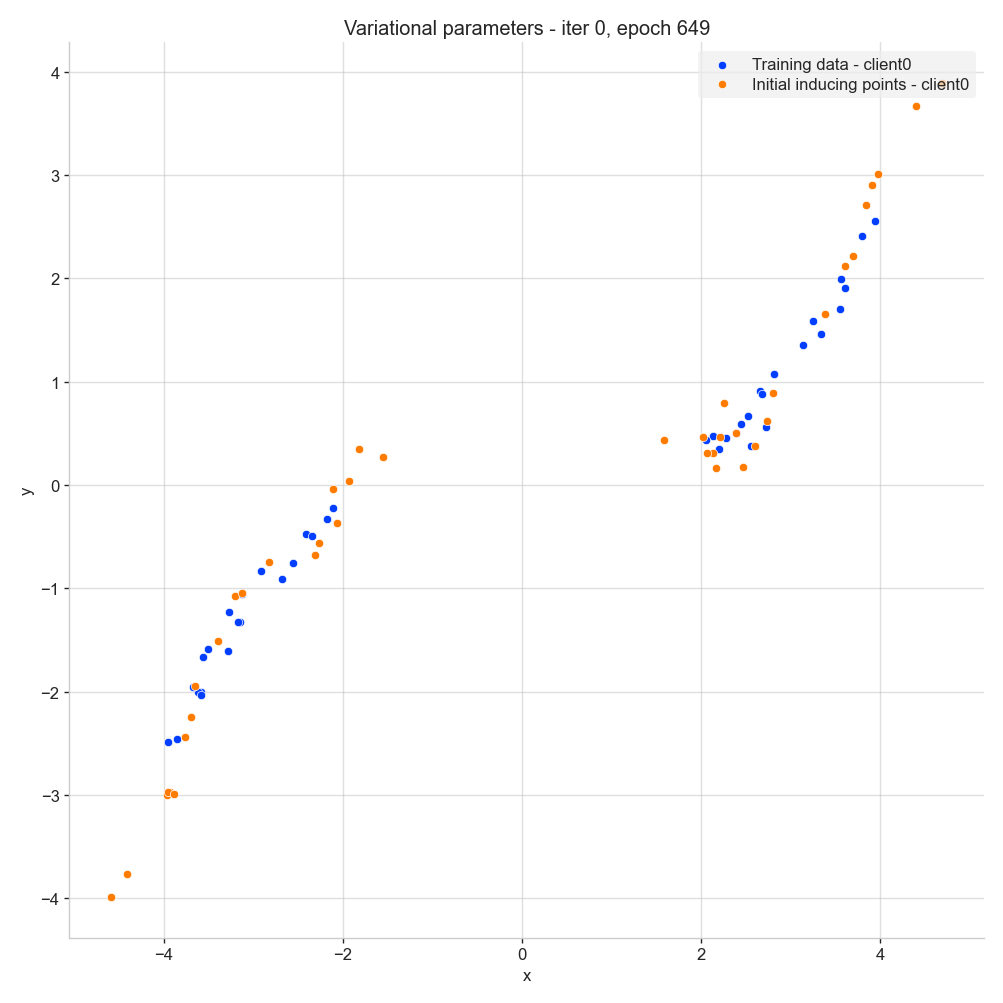 Variational parameters - iter 0, epoch 649
Training data - client0
Initial inducing points - client0
4
3
2
1
0
−1
−2
−3
−4
y
−4
−2
0
2
4
x